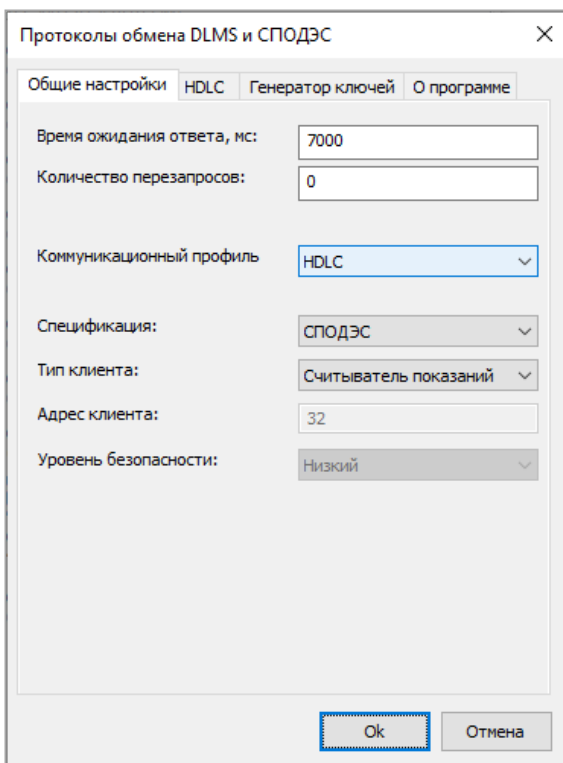 Протоколы обмена DLMS и СПОДЭС
Общие настройки HDLC Генератор ключей О программе
Время ожидания ответа, мс: 7000
Количество перезапросов: 0
Коммуникационный профиль HDLC
Спецификация: СПОДЭС
Тип клиента: Считыватель показаний
Адрес клиента: 32
Уровень безопасности: Низкий
Ok Отмена